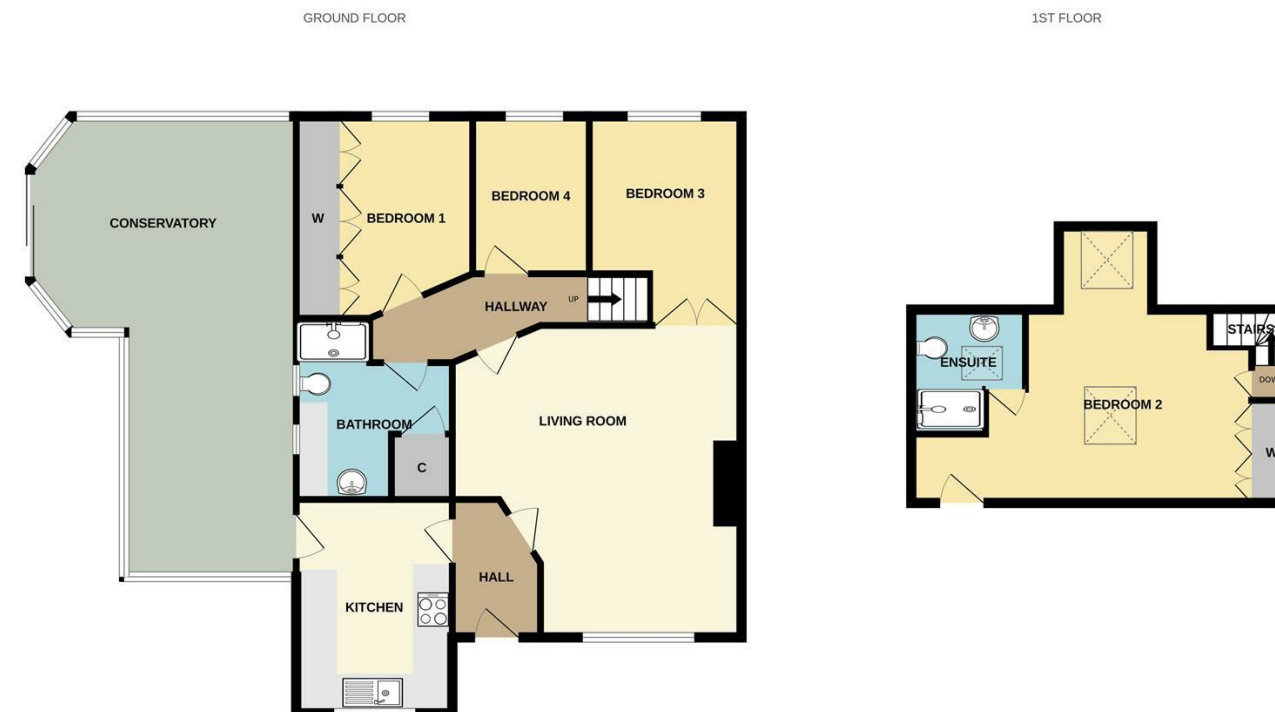 GROUND FLOOR
1ST FLOOR
CONSERVATORY
W
BEDROOM 1
BEDROOM 4
BEDROOM 3
HALLWAY
UP
BATHROOM
C
LIVING ROOM
KITCHEN
HALL
ENSUITE
STAIRS
BEDROOM 2
DOW
W